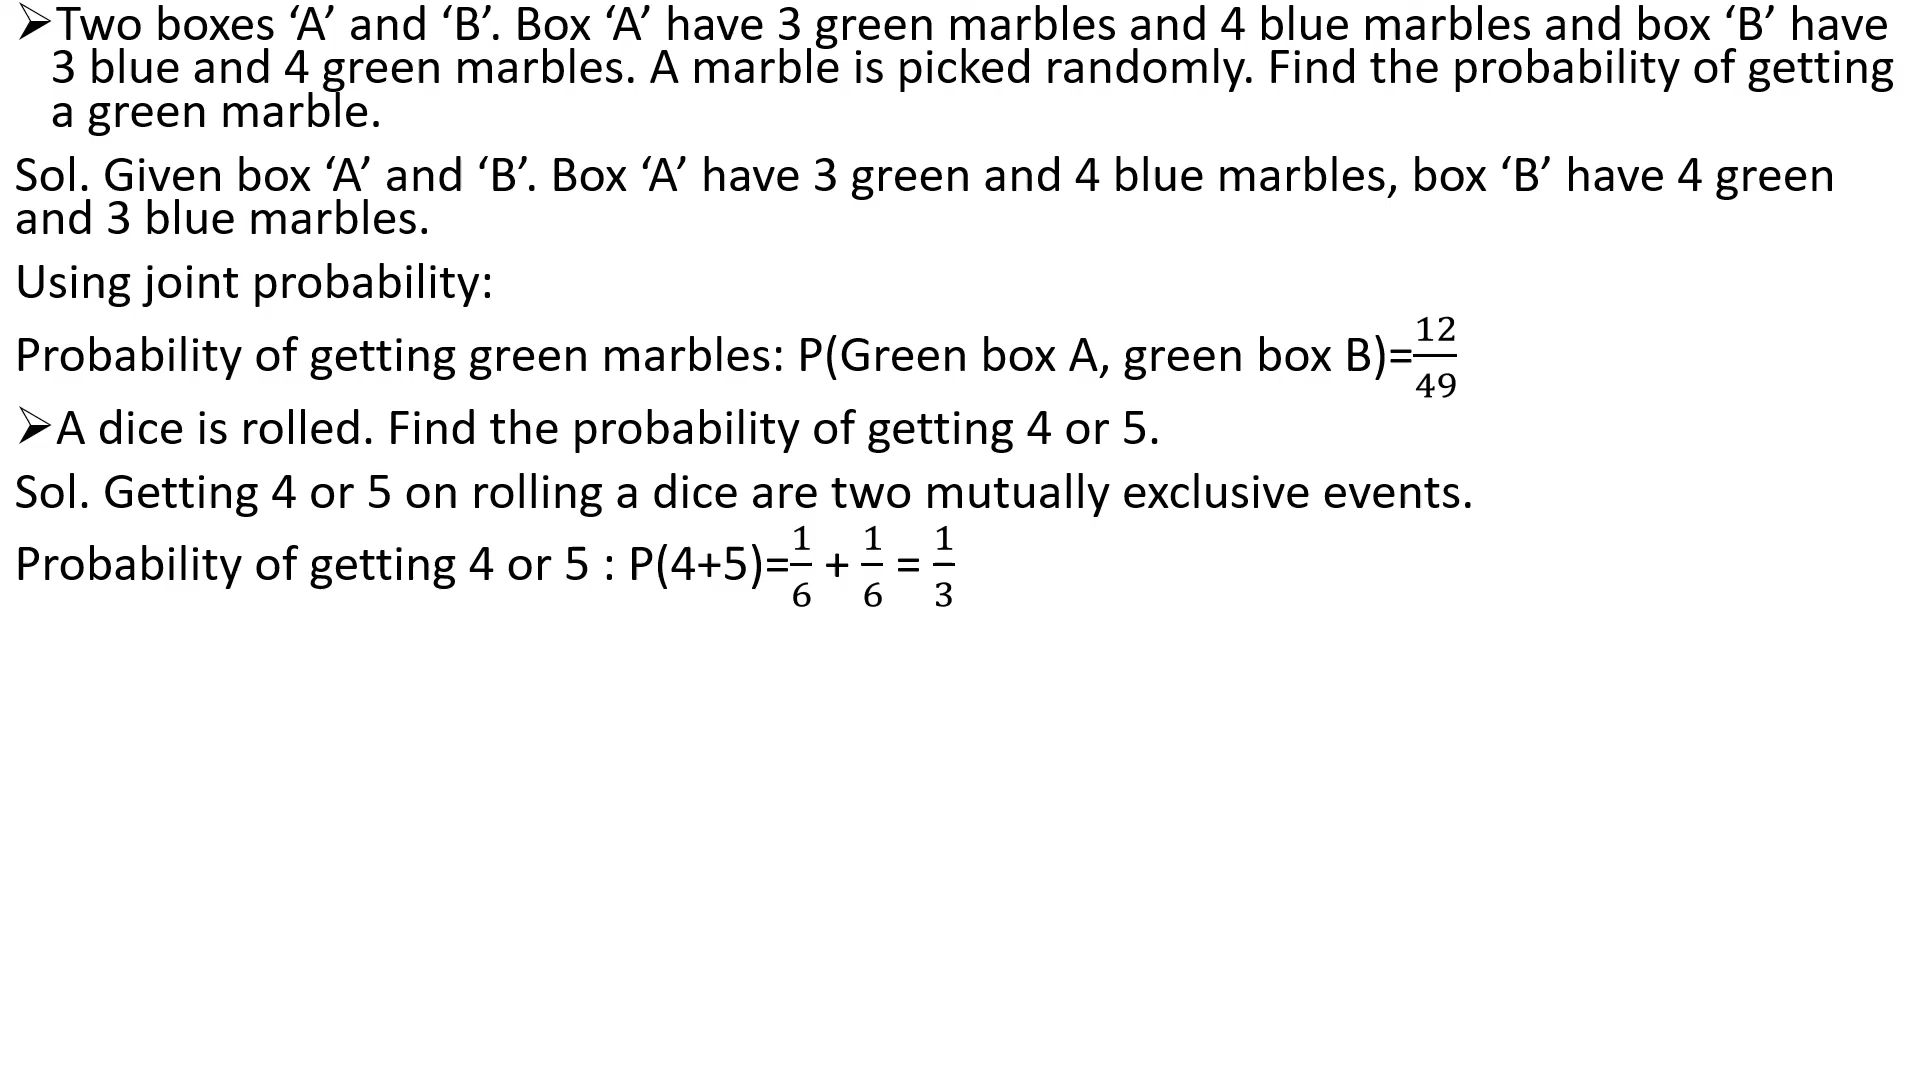 ➢Two boxes ‘A’ and ‘B’. Box ‘A’ have 3 green marbles and 4 blue marbles and box ‘B’ have
3 blue and 4 green marbles. A marble is picked randomly. Find the probability of getting
a green marble.
Sol. Given box ‘A’ and ‘B’. Box ‘A’ have 3 green and 4 blue marbles, box ‘B’ have 4 green
and 3 blue marbles.
Using joint probability:
Probability of getting green marbles: P(Green box A, green box B)=12/49
➢A dice is rolled. Find the probability of getting 4 or 5.
Sol. Getting 4 or 5 on rolling a dice are two mutually exclusive events.
Probability of getting 4 or 5 : P(4+5)=1/6 + 1/6 = 1/3